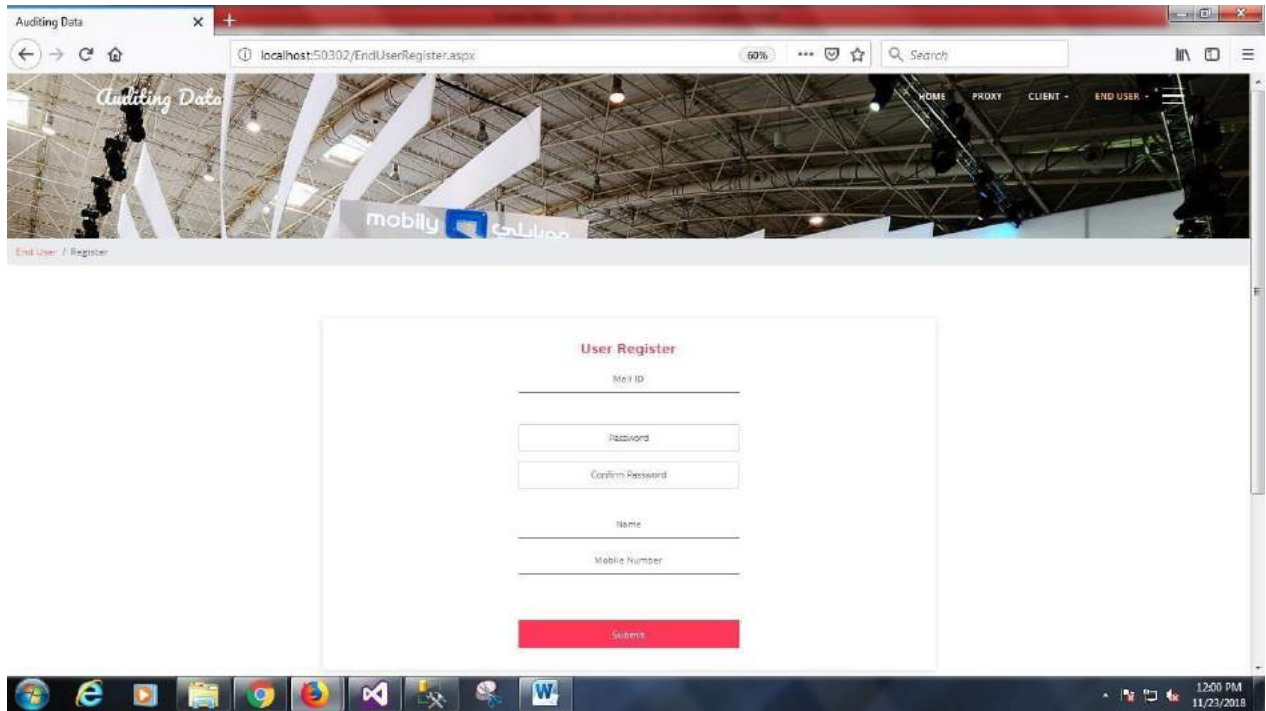 Auditing Data
localhost:50302/EndUserRegister.aspx
60%
Search
Auditing Data
HOME PROXY CLIENT END USER
mobily موبايلي
End User / Register
User Register
Mail ID
Password
Confirm Password
Name
Mobile Number
Submit
12:00 PM
11/23/2018